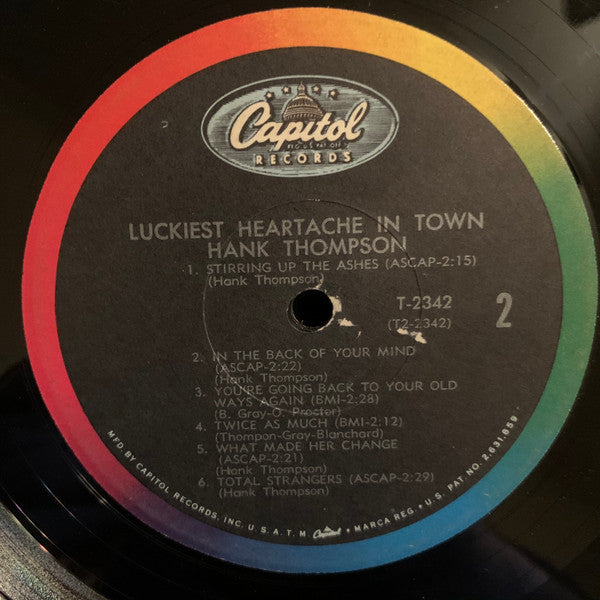 Capitol
REG. U.S. PAT. OFF.
RECORDS
LUCKIEST HEARTACHE IN TOWN
HANK THOMPSON
1. STIRRING UP THE ASHES (ASCAP-2:15)
(Hank Thompson)
T-2342
(T2-2342)
2
2. IN THE BACK OF YOUR MIND
(ASCAP-2:22)
(Hank Thompson)
3. YOU'RE GOING BACK TO YOUR OLD
WAYS AGAIN (BMI-2:28)
(B. Gray-O. Procter)
4. TWICE AS MUCH (BMI-2:12)
(Thompon-Gray-Blanchard)
5. WHAT MADE HER CHANGE
(ASCAP-2:21)
(Hank Thompson)
6. TOTAL STRANGERS (ASCAP-2:29)
(Hank Thompson)
MFD. BY CAPITOL RECORDS, INC. U.S.A. T.M. Capitol • MARCA REG. • U.S. PAT. NO. 2,631,859